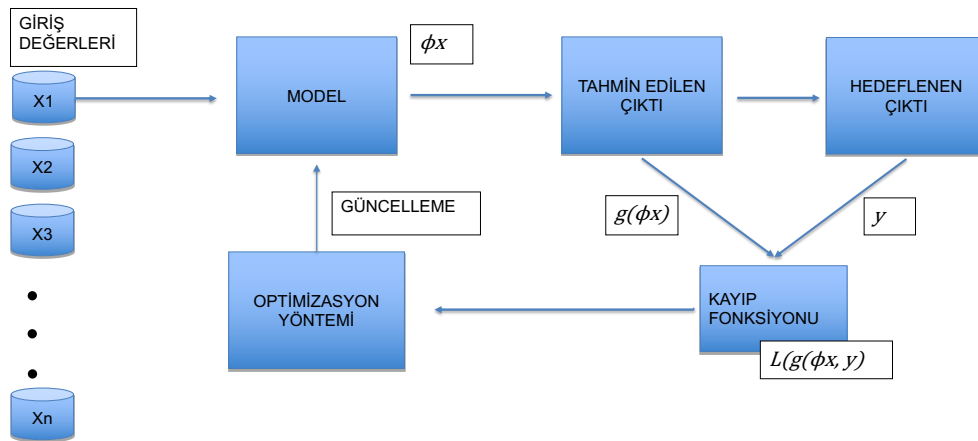 GİRİŞ
DEĞERLERİ
X1
X2
X3
Xn
MODEL
ϕx
TAHMİN EDİLEN
ÇIKTI
HEDEFLENEN
ÇIKTI
GÜNCELLEME
g(ϕx)
y
OPTİMİZASYON
YÖNTEMİ
KAYIP
FONKSİYONU
L(g(ϕx, y)